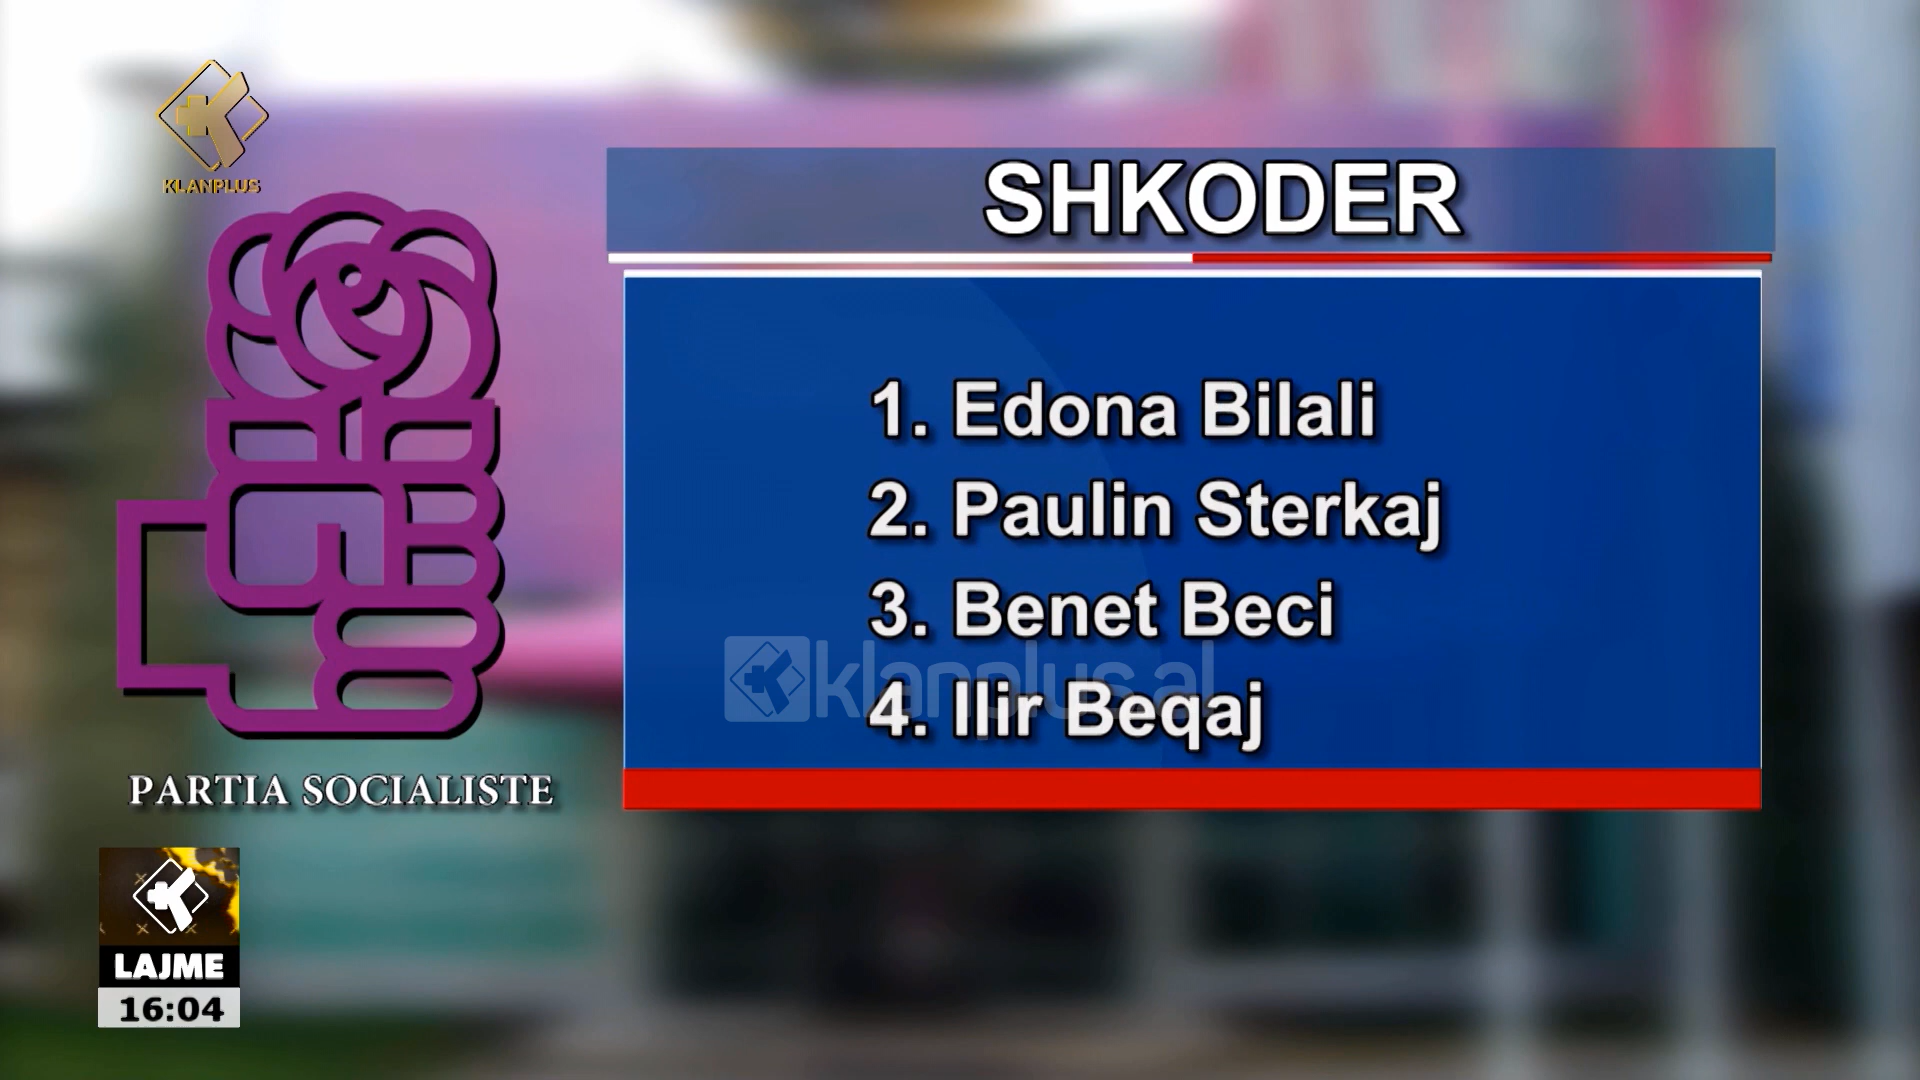 KLANPLUS
SHKODER
1. Edona Bilali
2. Paulin Sterkaj
3. Benet Beci
4. Ilir Beqaj
klanplus.al
PARTIA SOCIALISTE
LAJME
16:04